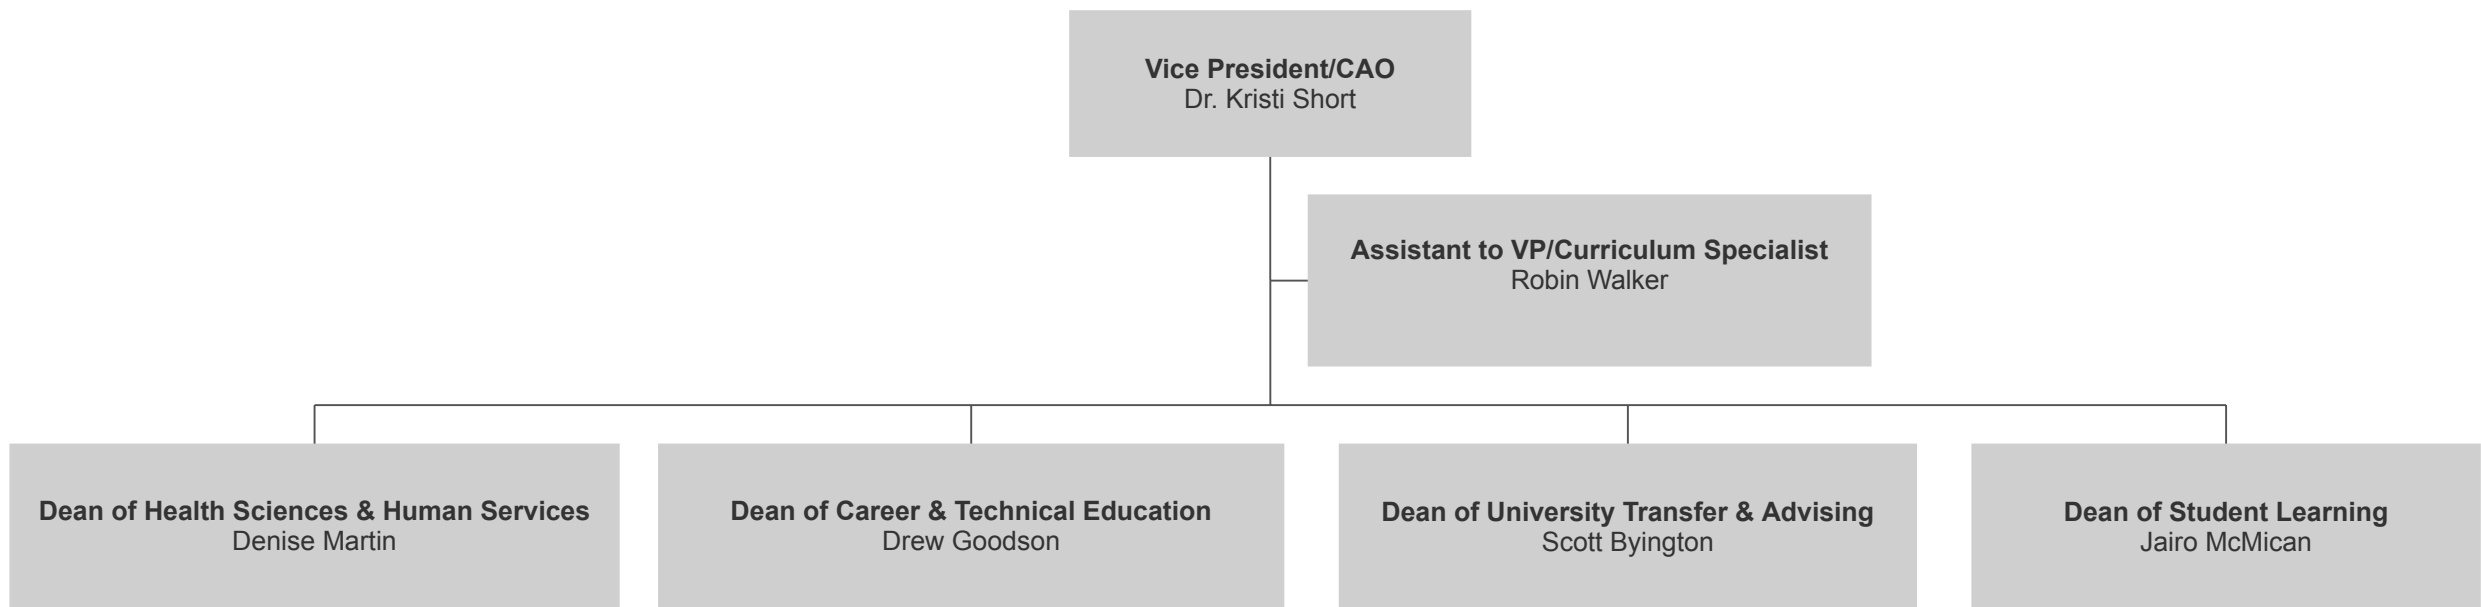 Vice President/CAO
Dr. Kristi Short
Assistant to VP/Curriculum Specialist
Robin Walker
Dean of Health Sciences & Human Services
Denise Martin
Dean of Career & Technical Education
Drew Goodson
Dean of University Transfer & Advising
Scott Byington
Dean of Student Learning
Jairo McMican